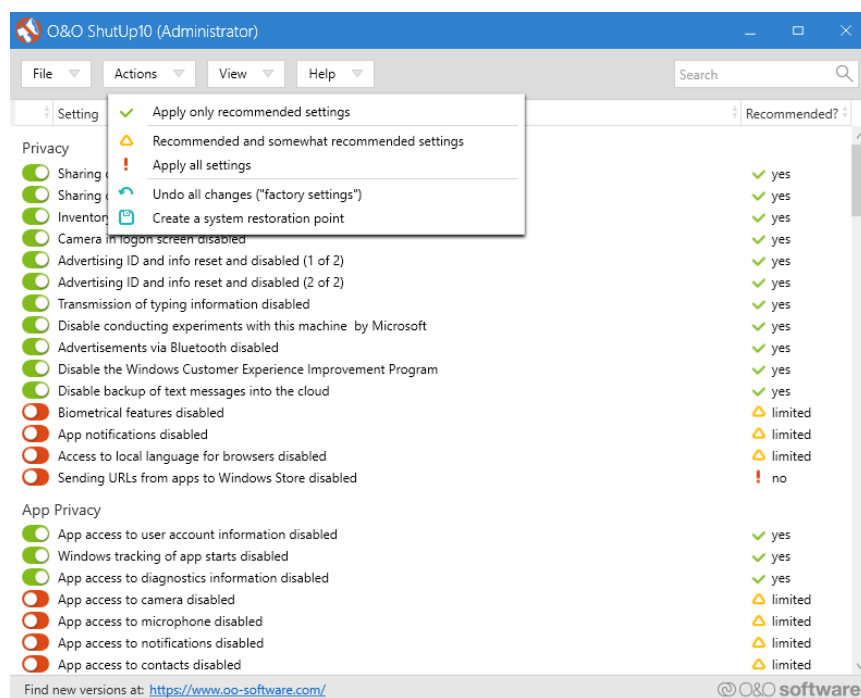 O&O ShutUp10 (Administrator)
File Actions View Help Search
Setting Recommended?
Apply only recommended settings
Recommended and somewhat recommended settings
Apply all settings
Undo all changes ("factory settings")
Create a system restoration point
Privacy
Sharing yes
Sharing yes
Inventory yes
Camera in logon screen disabled yes
Advertising ID and info reset and disabled (1 of 2) yes
Advertising ID and info reset and disabled (2 of 2) yes
Transmission of typing information disabled yes
Disable conducting experiments with this machine by Microsoft yes
Advertisements via Bluetooth disabled yes
Disable the Windows Customer Experience Improvement Program yes
Disable backup of text messages into the cloud yes
Biometrical features disabled limited
App notifications disabled limited
Access to local language for browsers disabled limited
Sending URLs from apps to Windows Store disabled ! no
App Privacy
App access to user account information disabled yes
Windows tracking of app starts disabled yes
App access to diagnostics information disabled yes
App access to camera disabled limited
App access to microphone disabled limited
App access to notifications disabled limited
App access to contacts disabled limited
Find new versions at: https://www.oo-software.com/ O&O software